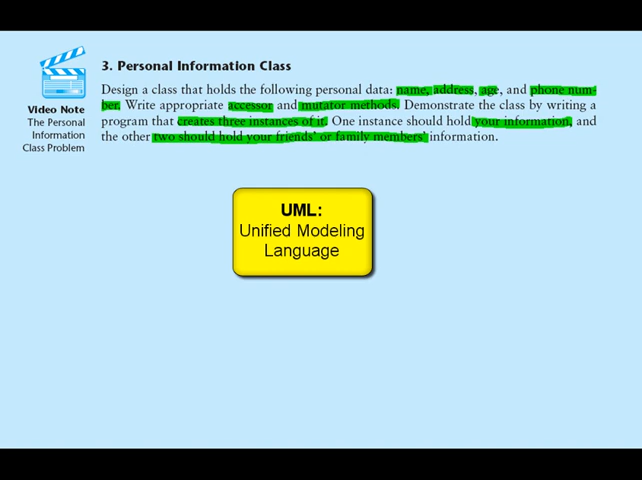 3. Personal Information Class
Design a class that holds the following personal data: name, address, age, and phone num-
ber. Write appropriate accessor and mutator methods. Demonstrate the class by writing a
program that creates three instances of it. One instance should hold your information, and
the other two should hold your friends’ or family members’ information.
Video Note
The Personal
Information
Class Problem
UML:
Unified Modeling
Language